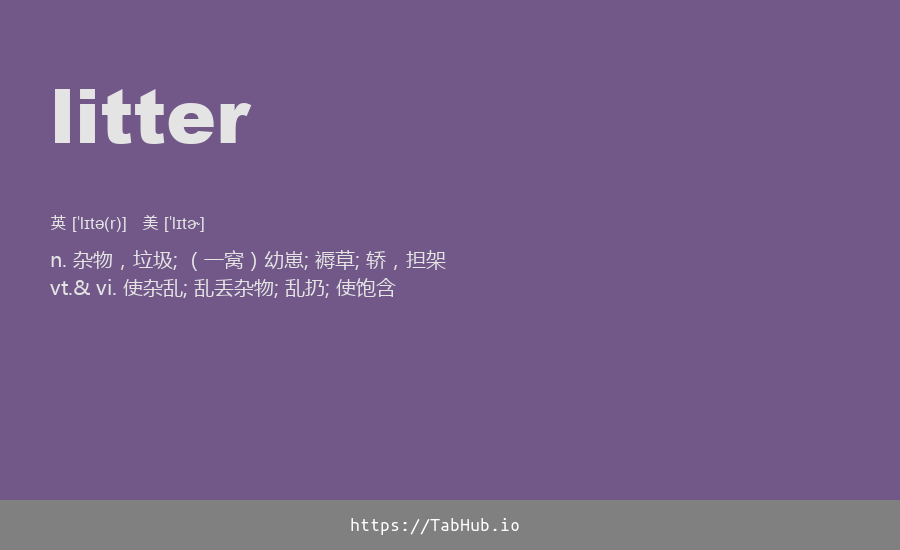 litter
英 ['lɪtə(r)] 美 ['lɪtɚ]
n. 杂物，垃圾; （一窝）幼崽; 褥草; 轿，担架
vt.& vi. 使杂乱; 乱丢杂物; 乱扔; 使饱含
https://TabHub.io